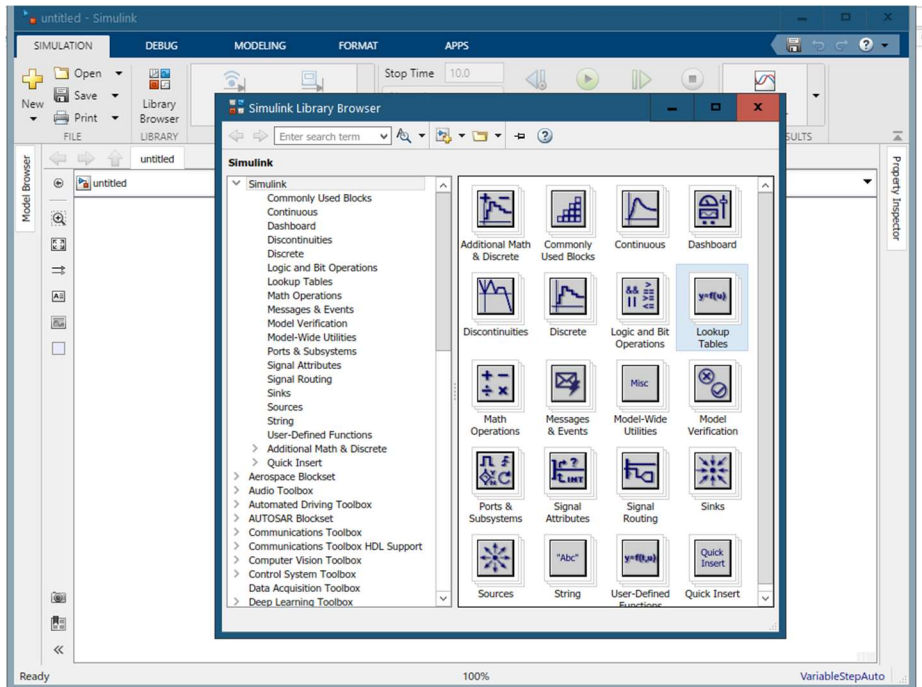 untitled - Simulink
SIMULATION DEBUG MODELING FORMAT APPS
New
Open
Save
Print
FILE
Library
Browser
LIBRARY
Stop Time 10.0
Simulink Library Browser
Enter search term
Simulink
Model Browser
untitled
untitled
Property Inspector
Simulink
Commonly Used Blocks
Continuous
Dashboard
Discontinuities
Discrete
Logic and Bit Operations
Lookup Tables
Math Operations
Messages & Events
Model Verification
Model-Wide Utilities
Ports & Subsystems
Signal Attributes
Signal Routing
Sinks
Sources
String
User-Defined Functions
Additional Math & Discrete
Quick Insert
Aerospace Blockset
Audio Toolbox
Automated Driving Toolbox
AUTOSAR Blockset
Communications Toolbox
Communications Toolbox HDL Support
Computer Vision Toolbox
Control System Toolbox
Data Acquisition Toolbox
Deep Learning Toolbox
Additional Math
& Discrete
Commonly
Used Blocks
Continuous
Dashboard
Discontinuities
Discrete
&& > || == <=
Logic and Bit
Operations
y=f(u)
Lookup
Tables
+ - ÷ ×
Math
Operations
Messages
& Events
Misc
Model-Wide
Utilities
Model
Verification
Ports &
Subsystems
? INT
Signal
Attributes
Signal
Routing
Sinks
Sources
"Abc"
String
y=f(t,u)
User-Defined
Functions
Quick
Insert
Quick Insert
Ready 100% VariableStepAuto